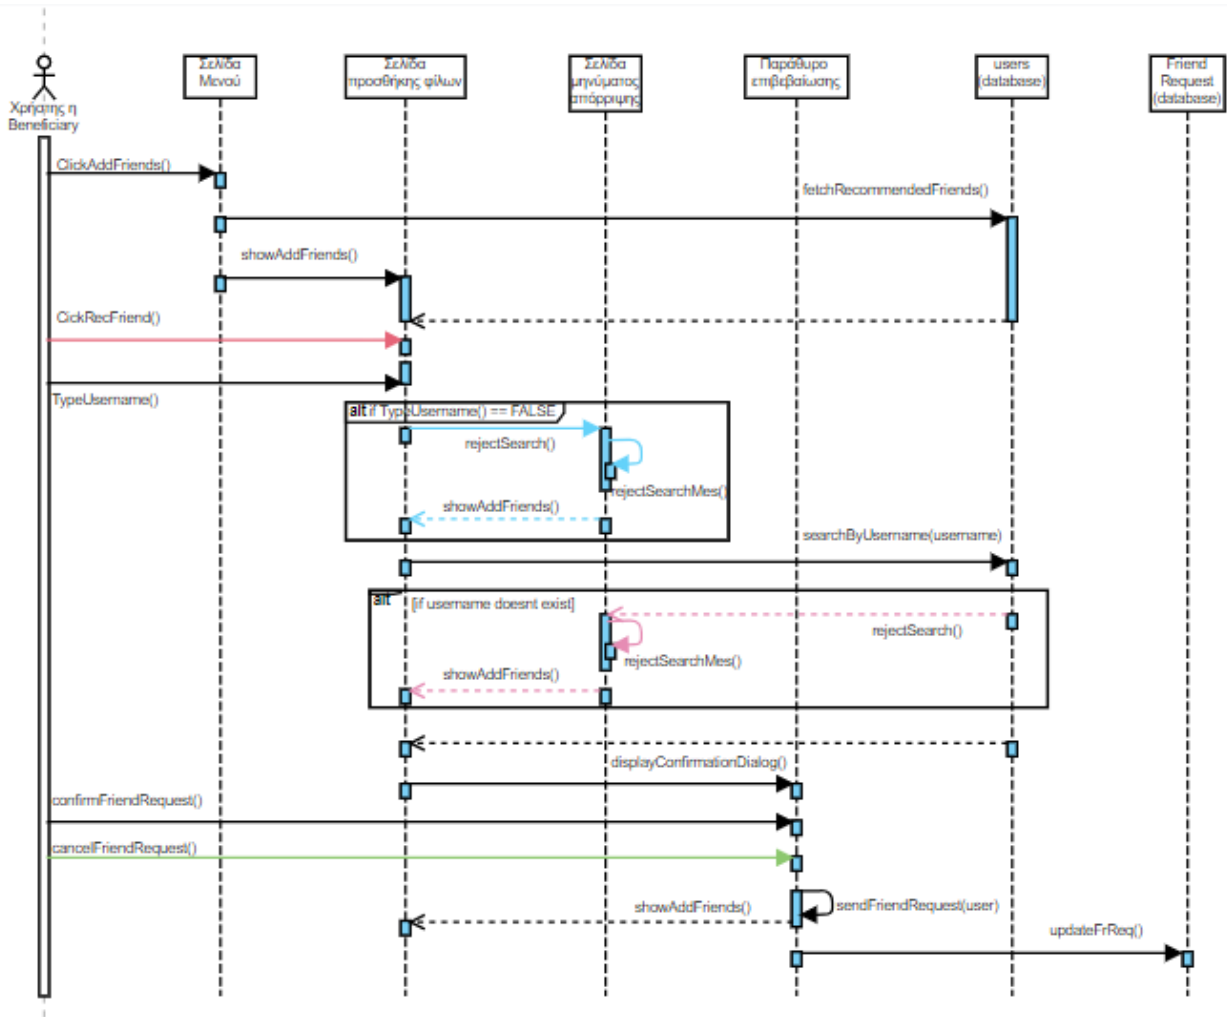 Χρήστης η
Beneficiary
Σελίδα
Μενού
Σελίδα
προσθήκης φίλων
Σελίδα
μηνύματος
απόρριψης
Παράθυρο
επιβεβαίωσης
users
(database)
Friend
Request
(database)
ClickAddFriends()
fetchRecommendedFriends()
showAddFriends()
CickRecFriend()
TypeUsername()
alt if TypeUsername() == FALSE
rejectSearch()
rejectSearchMes()
showAddFriends()
searchByUsername(username)
alt [if username doesnt exist]
rejectSearch()
rejectSearchMes()
showAddFriends()
displayConfirmationDialog()
confirmFriendRequest()
cancelFriendRequest()
sendFriendRequest(user)
showAddFriends()
updateFrReq()